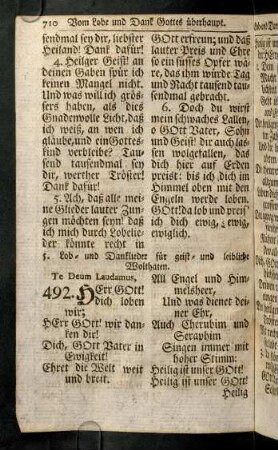 710 Vom Lobe und Dank Gottes überhaupt.
sendmal sey dir, liebster
Heiland! Dank dafür!
4. Heilger Geist! an
deinen Gaben spür ich
keinen Mangel nicht.
Und was will ich grös-
sers haben, als dies
Gnadenvolle Licht, daß
ich weiß, an wen ich
gläube, und ein Gottes-
kind verbleibe? Tau-
send tausendmal sey
dir, werther Tröster!
Dank dafür!
5. Ach, daß alle mei-
ne Glieder lauter Zun-
gen möchten seyn! daß
ich mich durch Lobelie-
der könnte recht in
GOtt erfreun; und daß
lauter Preis und Ehre
so ein süsses Opfer wä-
re, das ihm würde Tag
und Nacht tausend tau-
sendmal gebracht.
6. Doch du wirst
mein schwaches Lallen,
o GOtt Vater, Sohn
und Geist! dir auch las-
sen wolgefallen, das
dich hier auf Erden
preist: bis ich dich im
Himmel oben mit den
Engeln werde loben.
GOtt! da lob und preis'
ich dich ewig, ewig,
ewiglich.
3. Lob- und Danklieder für geist- und leibliche
Wolthaten.
Te Deum Laudamus,
492. HErr GOtt!
dich loben
wir;
HErr GOtt! wir dan-
ken dir!
Dich, GOtt Vater in
Ewigkeit!
Ehret die Welt weit
und breit.
All Engel und Him-
melsheer,
Und was dienet dei-
ner Ehr,
Auch Cherubim und
Seraphim
Singen immer mit
hoher Stimm:
Heilig ist unser GOtt!
Heilig ist unser GOtt!
Heilig